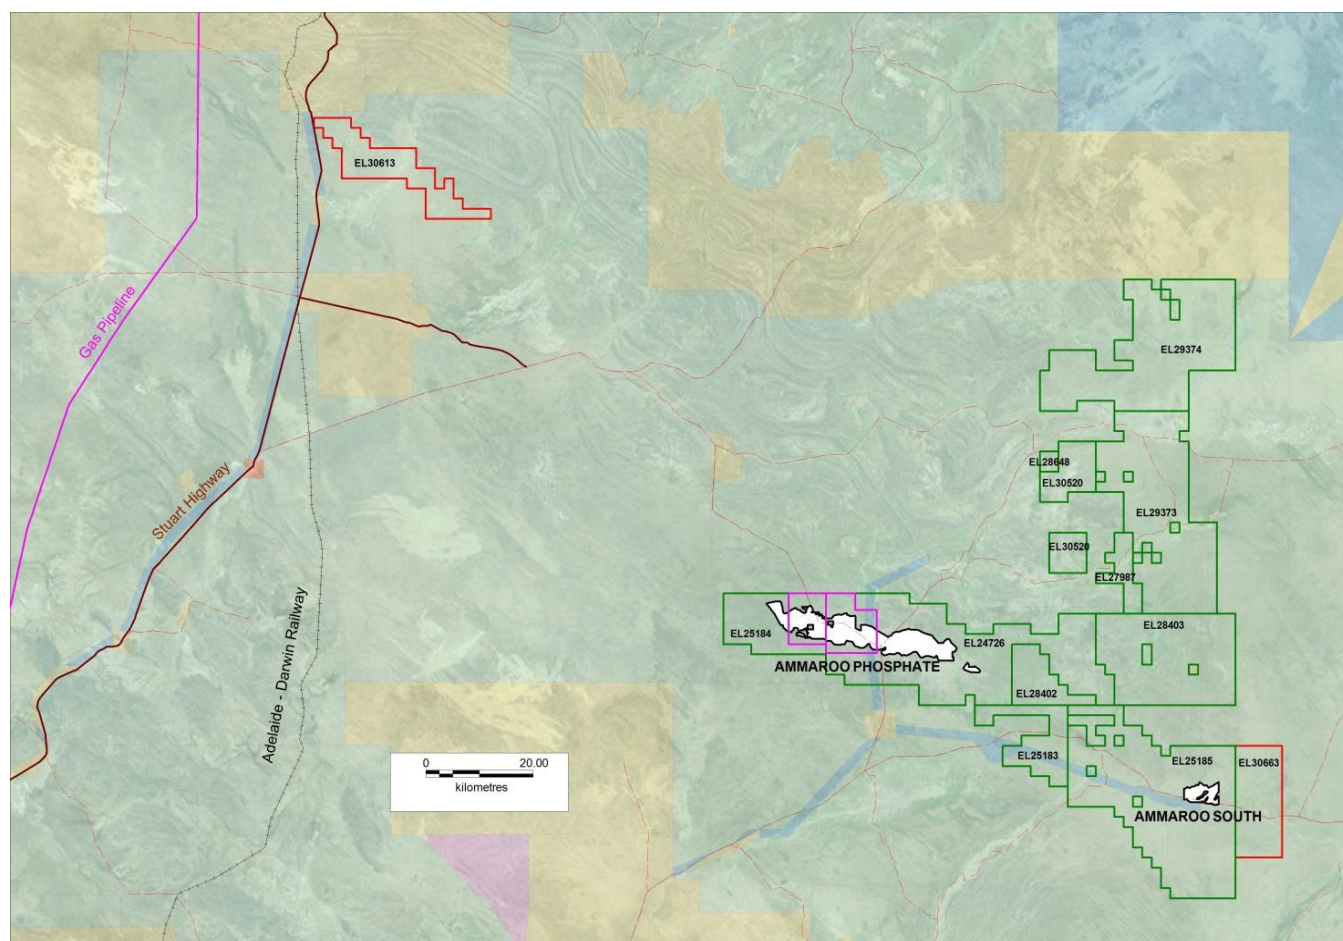 EL30613
Gas Pipeline
EL29374
Stuart Highway
EL28648
EL30520
EL29373
EL30520
EL27987
Adelaide - Darwin Railway
EL25184
EL24726
EL28403
AMMAROO PHOSPHATE
EL28402
EL25183
EL25185
EL30663
0 20.00
kilometres
AMMAROO SOUTH